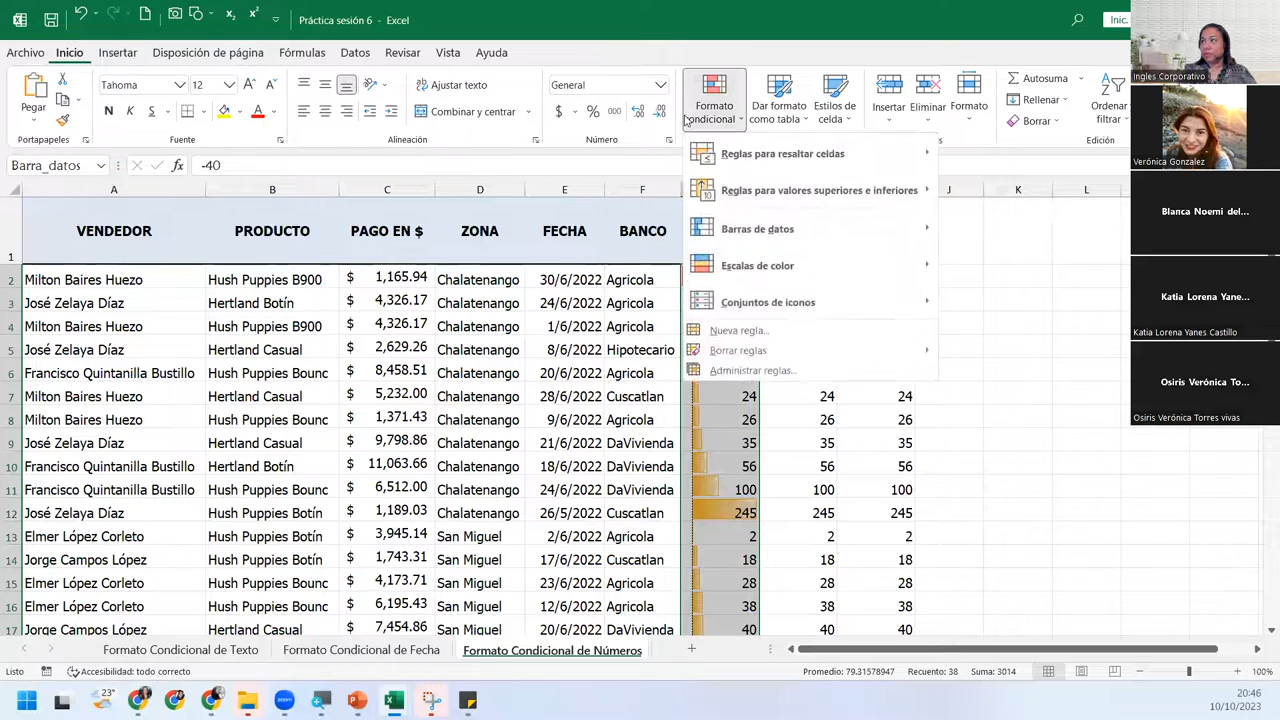 Práctica sesión 6 - Excel
Inic.
Archivo Inicio Insertar Disposición de página Fórmulas Datos Revisar Vista Ayuda
Pegar
Portapapeles
Tahoma 12
N K S
Fuente
Combinar y centrar
Alineación
General
$ % 000
Número
Formato condicional
Dar formato como tabla
Estilos de celda
Insertar Eliminar Formato
Autosuma
Rellenar
Borrar
Ordenar
Edición
Barra_datos fx -40
Reglas para resaltar celdas
Reglas para valores superiores e inferiores
Barras de datos
Escalas de color
Conjuntos de iconos
Nueva regla...
Borrar reglas
Administrar reglas...
A B C D E F J K L
1 VENDEDOR PRODUCTO PAGO EN $ ZONA FECHA BANCO
Milton Baires Huezo Hush Puppies B900 $ 1,165.94 Chalatenango 30/6/2022 Agricola
3 José Zelaya Díaz Hertland Botín $ 4,326.17 Chalatenango 24/6/2022 Agricola
4 Milton Baires Huezo Hush Puppies B900 $ 4,326.17 Chalatenango 1/6/2022 Agricola
5 José Zelaya Díaz Hertland Casual $ 2,629.26 Chalatenango 8/6/2022 Hipotecario
6 Francisco Quintanilla Bustillo Hush Puppies Bounc $ 8,458.51 Chalatenango 20/6/2022 Agricola
7 Milton Baires Huezo Hertland Casual $ 5,232.00 Chalatenango 28/6/2022 Cuscatlan 24 24 24
8 Milton Baires Huezo Hush Puppies Bounc $ 1,371.43 Chalatenango 9/6/2022 Agricola 26 26 26
9 José Zelaya Díaz Hertland Casual $ 9,798.88 Chalatenango 21/6/2022 DaVivienda 35 35 35
10 Francisco Quintanilla Bustillo Hertland Botín $ 11,063.66 Chalatenango 18/6/2022 DaVivienda 56 56 56
11 Francisco Quintanilla Bustillo Hush Puppies Bounc $ 6,512.00 Chalatenango 24/6/2022 DaVivienda 100 100 100
12 José Zelaya Díaz Hush Puppies Bounc $ 1,189.03 Chalatenango 26/5/2022 Cuscatlan 245 245 245
13 Elmer López Corleto Hush Puppies Bounc $ 3,945.14 San Miguel 2/6/2022 Agricola 2 2 2
14 Jorge Campos López Hertland Casual $ 1,743.31 San Miguel 17/6/2022 Cuscatlan 18 18 18
15 Elmer López Corleto Hush Puppies Bounc $ 4,173.71 San Miguel 27/6/2022 Agricola 28 28 28
16 Elmer López Corleto Hush Puppies Bounc $ 6,195.43 San Miguel 12/6/2022 Agricola 38 38 38
17 Jorge Campos López Hertland Casual $ 7,454.86 San Miguel 20/6/2022 DaVivienda 40 40 40
Formato Condicional de Texto Formato Condicional de Fecha Formato Condicional de Números
Listo Accesibilidad: todo correcto Promedio: 79.31578947 Recuento: 38 Suma: 3014 100%
23°
20:46
10/10/2023
Ingles Corporativo
Verónica Gonzalez
Blanca Noemi del...
Katia Lorena Yane...
Katia Lorena Yanes Castillo
Osiris Verónica To...
Osiris Verónica Torres vivas